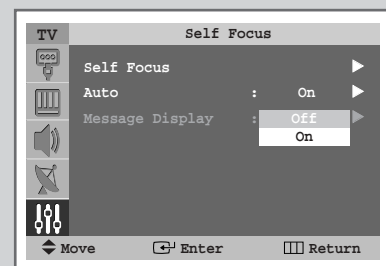 TV Self Focus
Self Focus
Auto : On
Message Display : Off
On
Move Enter Return